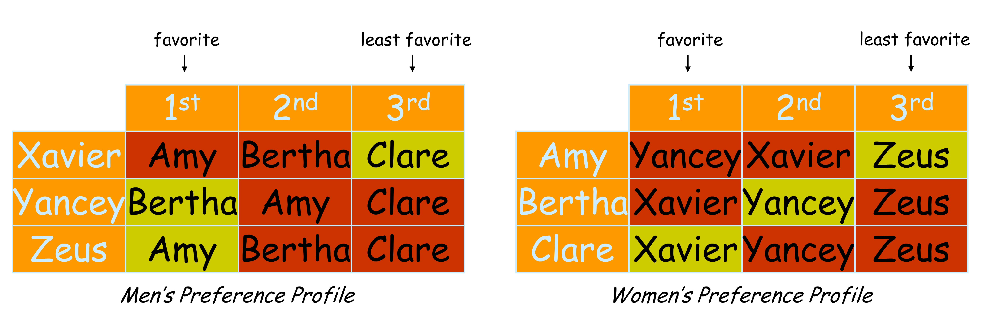 favorite least favorite favorite least favorite
1st 2nd 3rd 1st 2nd 3rd
Xavier Amy Bertha Clare Amy Yancey Xavier Zeus
Yancey Bertha Amy Clare Bertha Xavier Yancey Zeus
Zeus Amy Bertha Clare Clare Xavier Yancey Zeus
Men's Preference Profile Women's Preference Profile